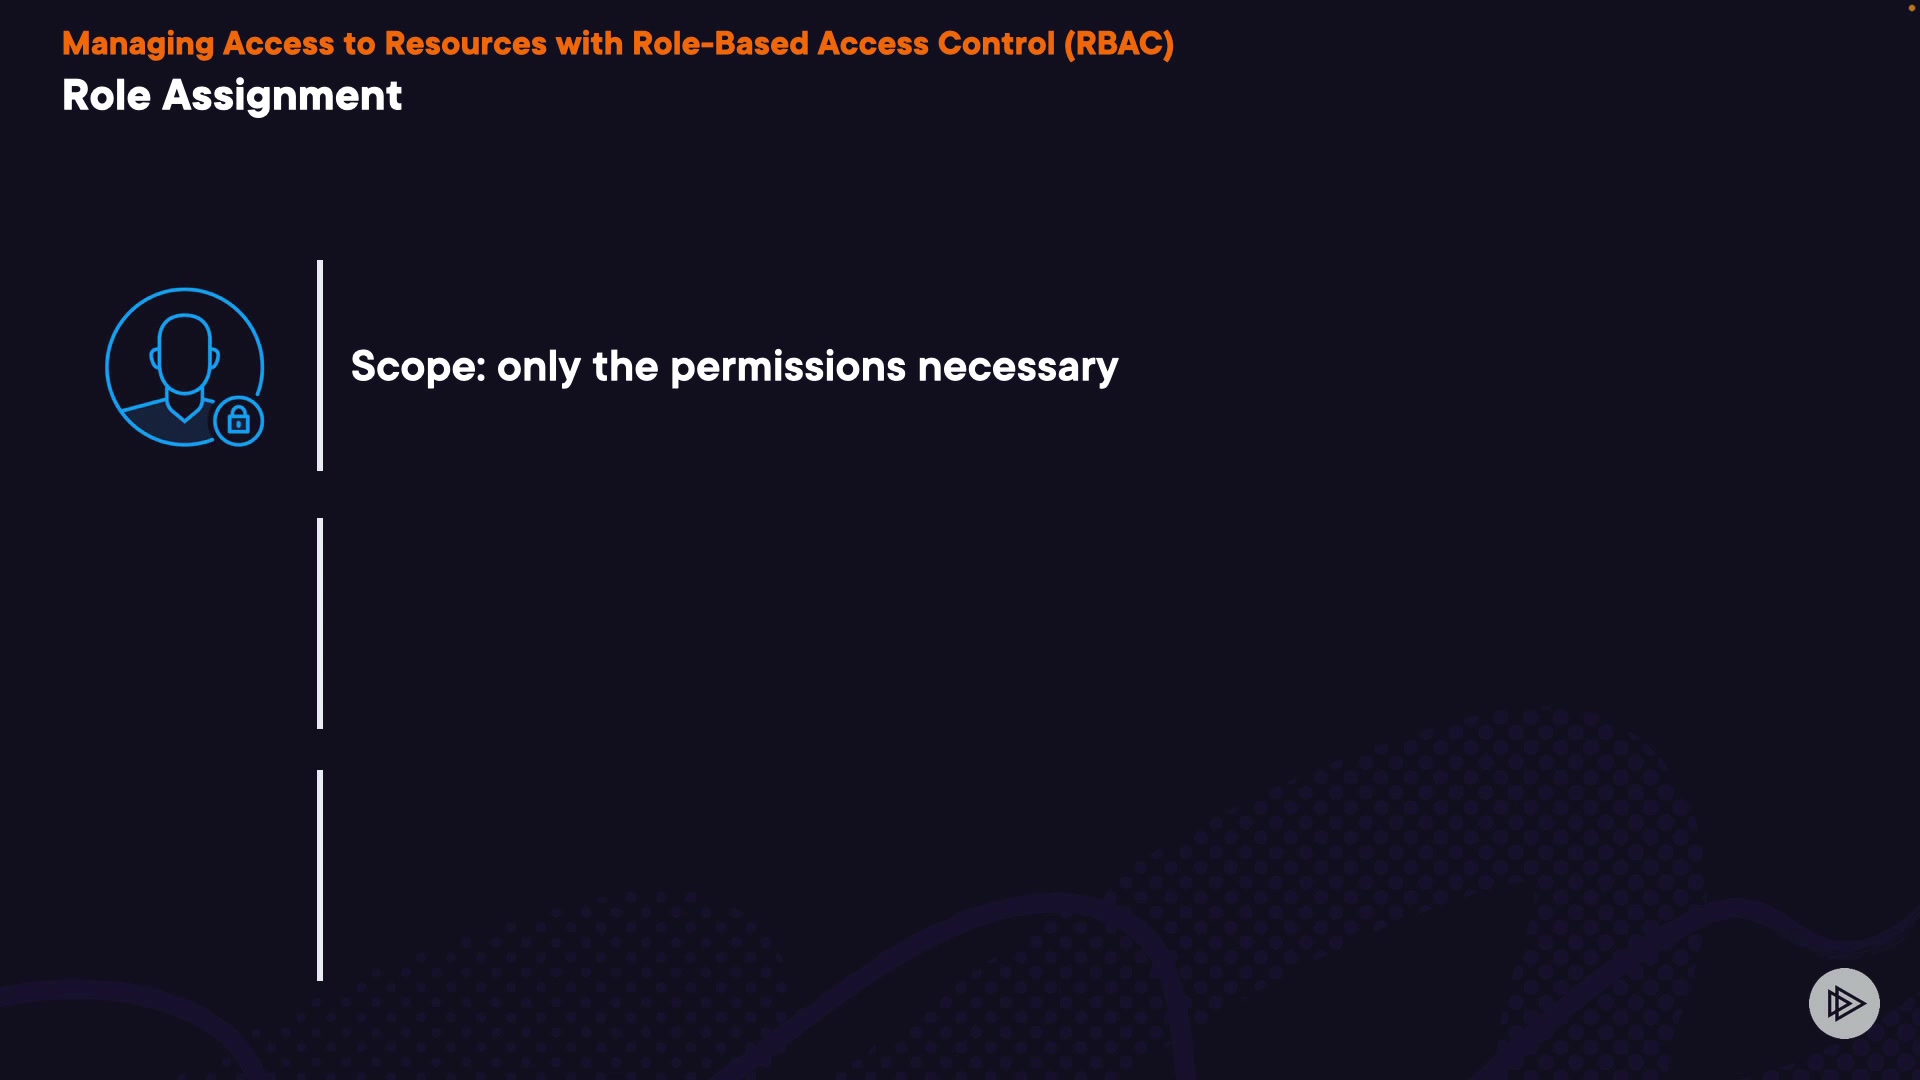 Managing Access to Resources with Role-Based Access Control (RBAC)
Role Assignment
Scope: only the permissions necessary